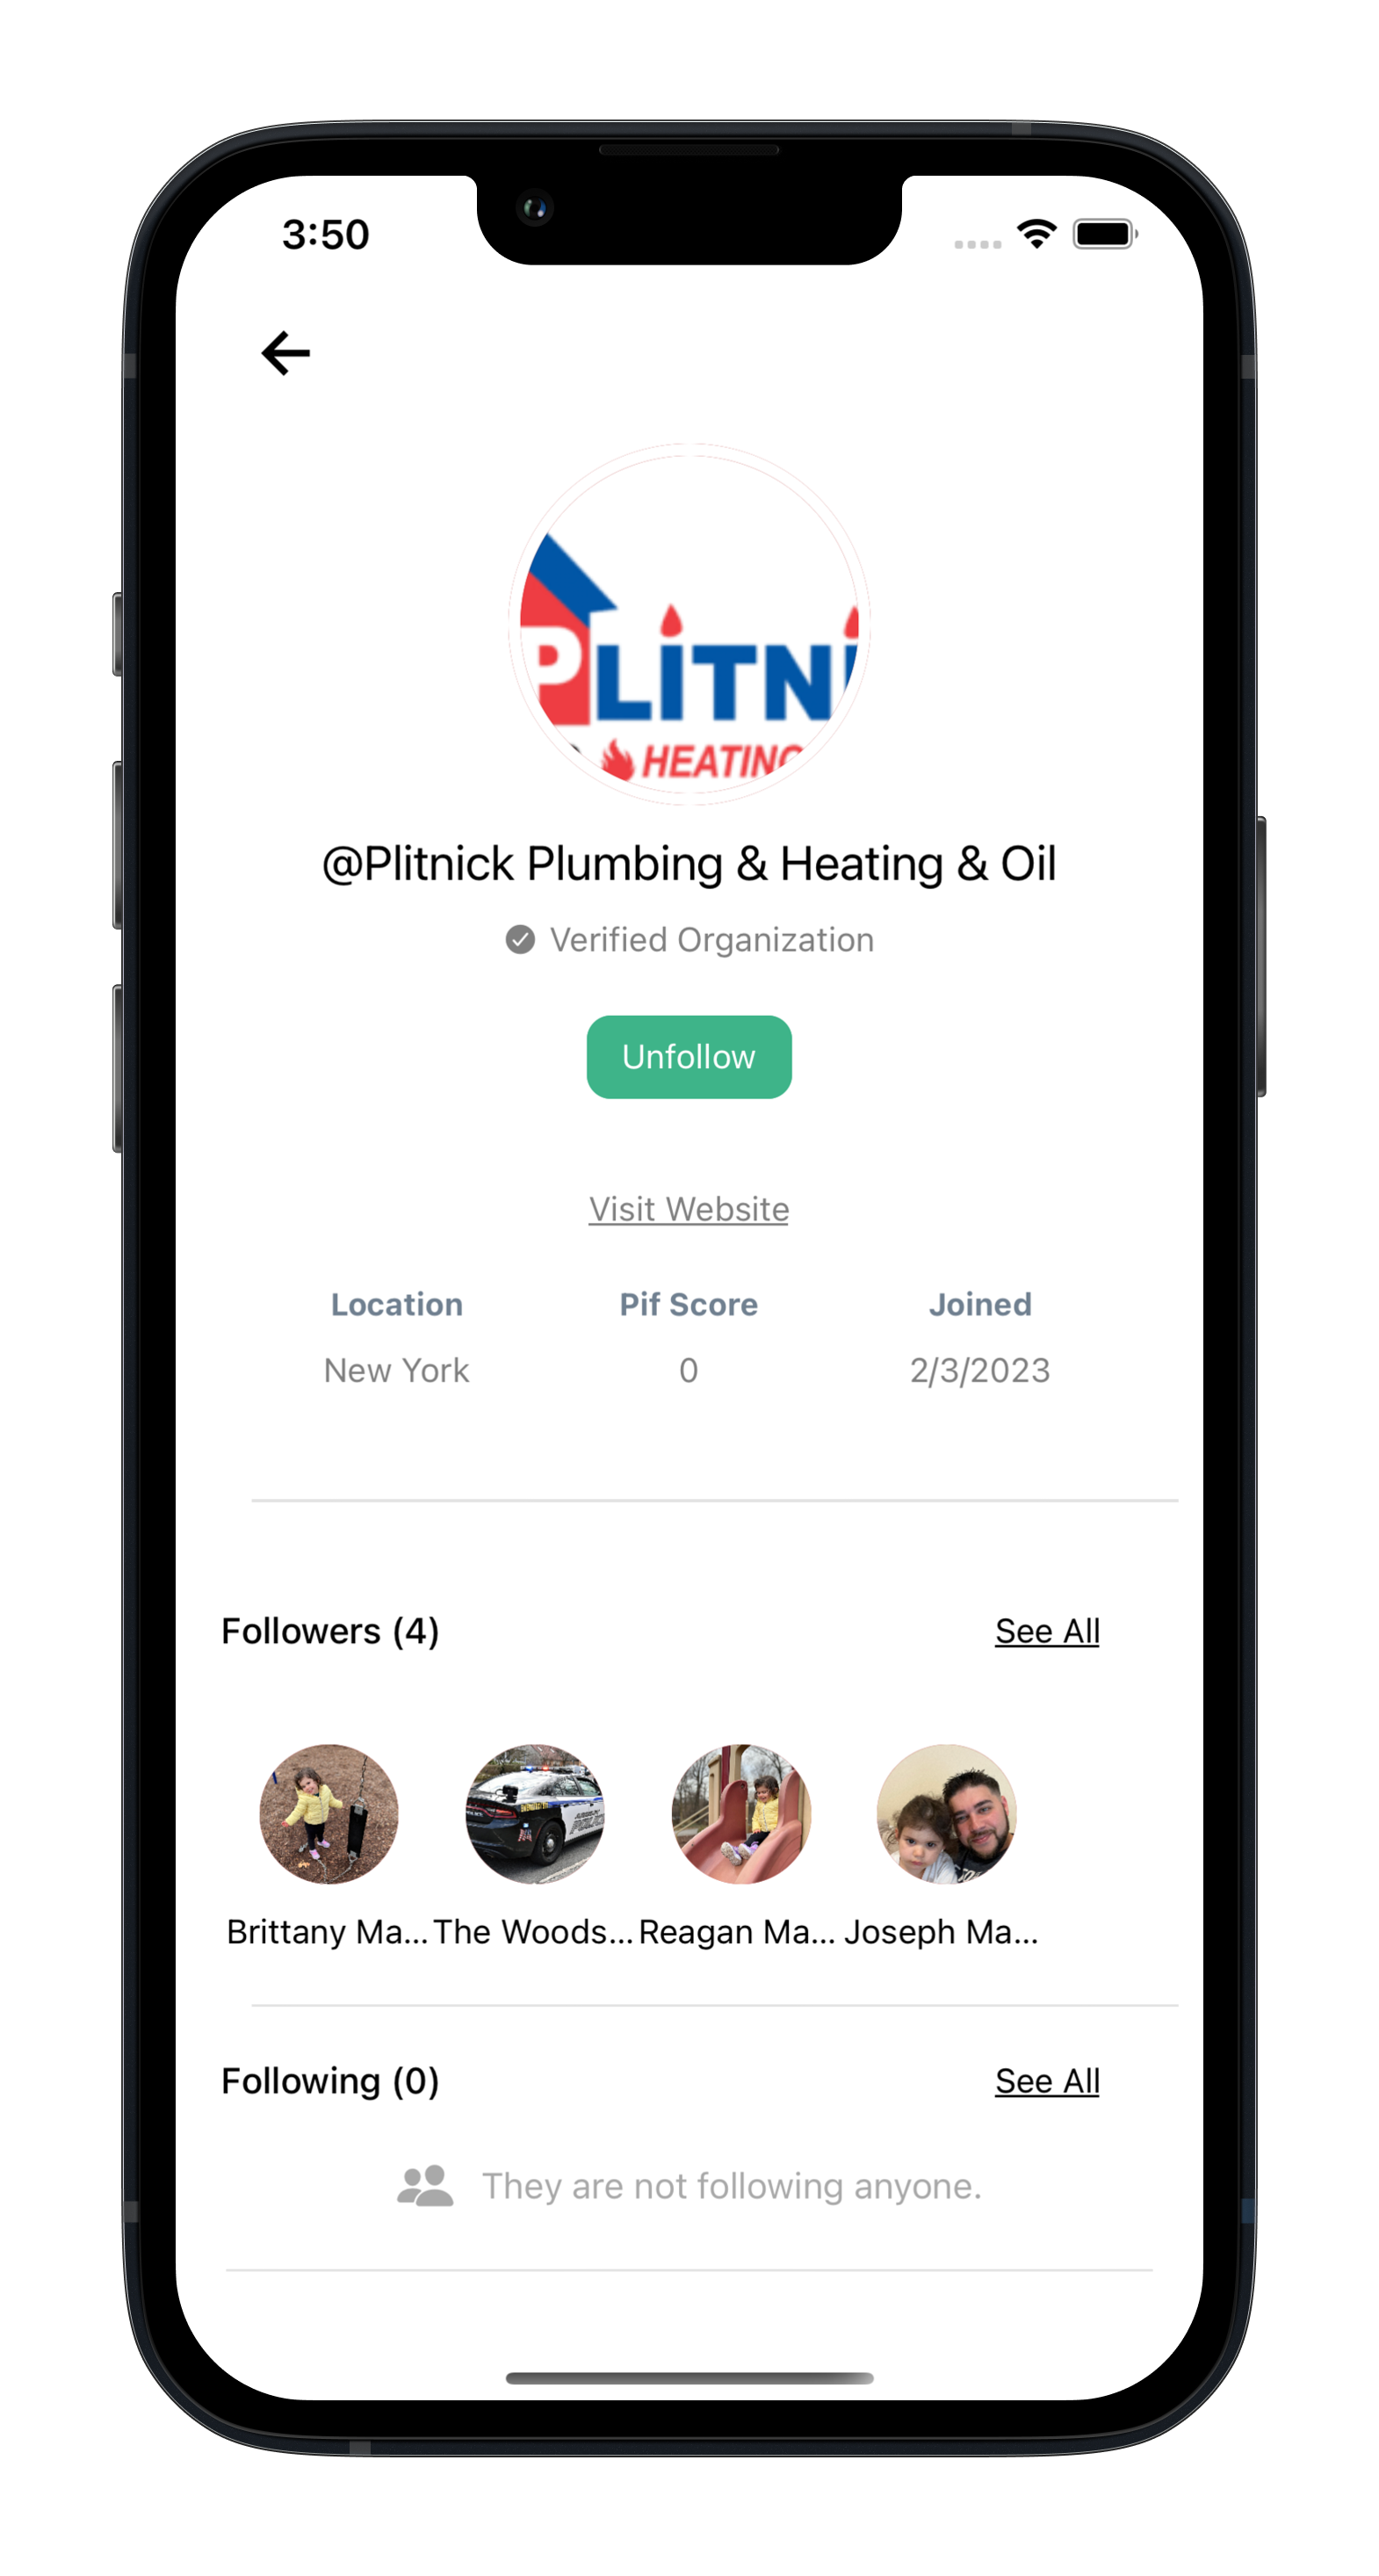 3:50
PLiTNi
HEATING
@Plitnick Plumbing & Heating & Oil
Verified Organization
Unfollow
Visit Website
Location Pif Score Joined
New York 0 2/3/2023
Followers (4) See All
POLICE
Brittany Ma... The Woods... Reagan Ma... Joseph Ma...
Following (0) See All
They are not following anyone.